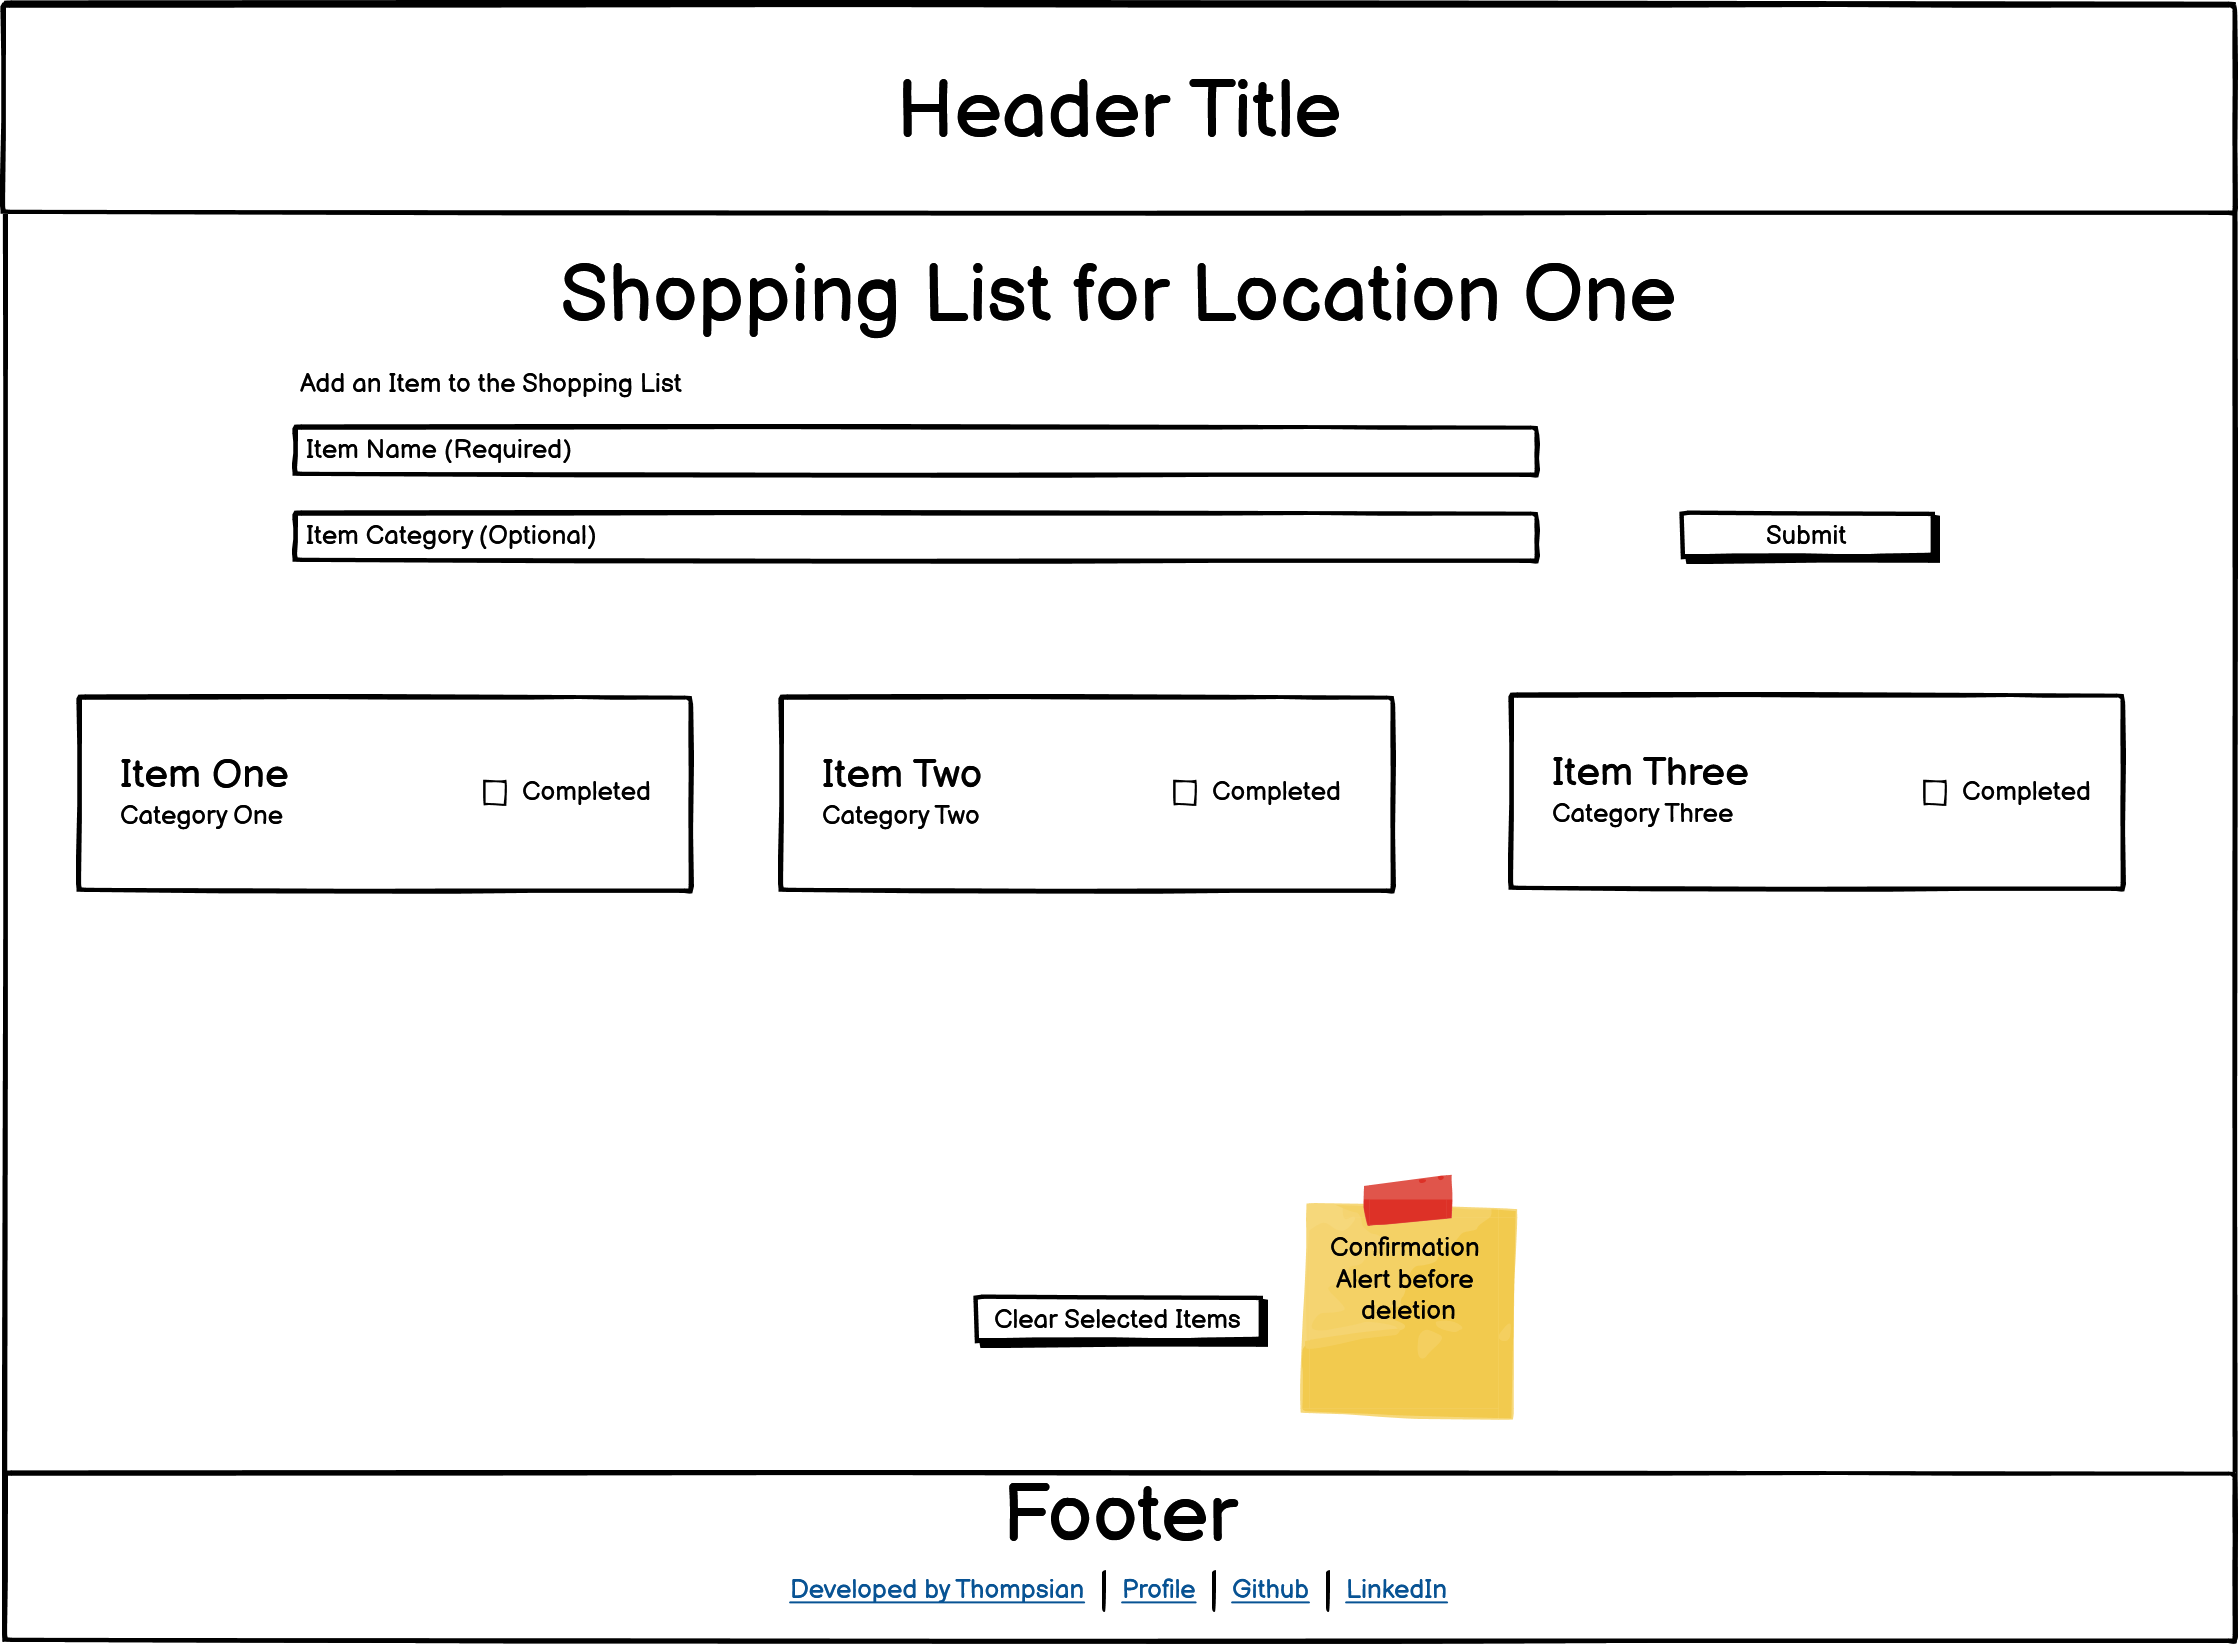 Header Title
Shopping List for Location One
Add an Item to the Shopping List
Item Name (Required)
Item Category (Optional)
Submit
Item One
Category One
Completed
Item Two
Category Two
Completed
Item Three
Category Three
Completed
Confirmation
Alert before
deletion
Clear Selected Items
Footer
Developed by Thompsian | Profile | Github | LinkedIn